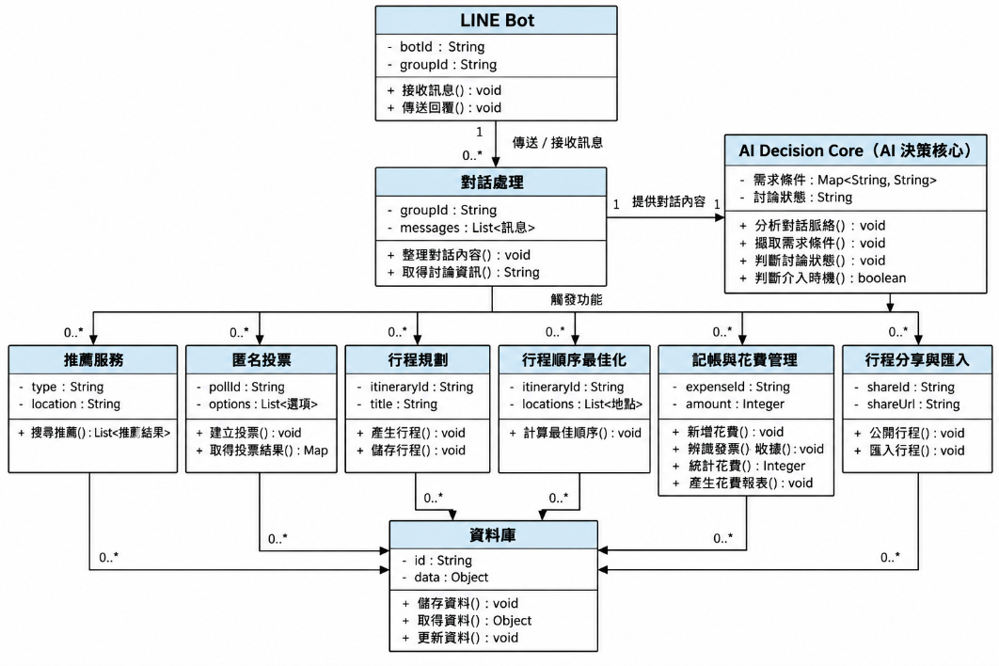 LINE Bot
- botId : String
- groupId : String
+ 接收訊息() : void
+ 傳送回覆() : void
1
0..*
傳送 / 接收訊息
對話處理
- groupId : String
- messages : List<訊息>
+ 整理對話內容() : void
+ 取得討論資訊() : String
1 提供對話內容 1
AI Decision Core（AI 決策核心）
- 需求條件 : Map<String, String>
- 討論狀態 : String
+ 分析對話脈絡() : void
+ 擷取需求條件() : void
+ 判斷討論狀態() : void
+ 判斷介入時機() : boolean
觸發功能
0..*
0..*
0..*
0..*
0..*
0..*
推薦服務
- type : String
- location : String
+ 搜尋推薦() : List<推薦結果>
匿名投票
- pollId : String
- options : List<選項>
+ 建立投票() : void
+ 取得投票結果() : Map
行程規劃
- itineraryId : String
- title : String
+ 產生行程() : void
+ 儲存行程() : void
行程順序最佳化
- itineraryId : String
- locations : List<地點>
+ 計算最佳順序() : void
記帳與花費管理
- expenseId : String
- amount : Integer
+ 新增花費() : void
+ 辨識發票) 收據() : void
+ 統計花費() : Integer
+ 產生花費報表() : void
行程分享與匯入
- shareId : String
- shareUrl : String
+ 公開行程() : void
+ 匯入行程() : void
0..*
0..*
0..*
0..*
0..*
0..*
資料庫
- id : String
- data : Object
+ 儲存資料() : void
+ 取得資料() : Object
+ 更新資料() : void